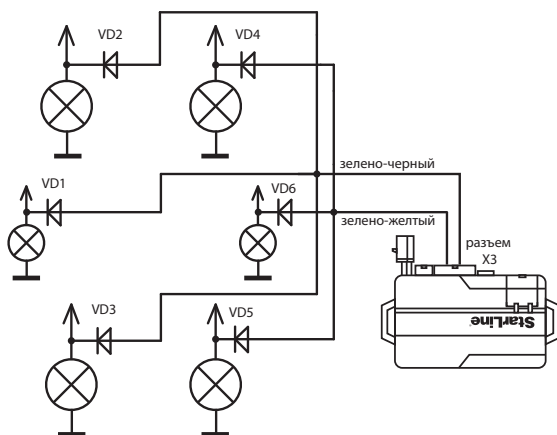 VD2
VD4
зелено-черный
VD1
VD6
зелено-желтый
разъем
X3
StarLine
VD3
VD5